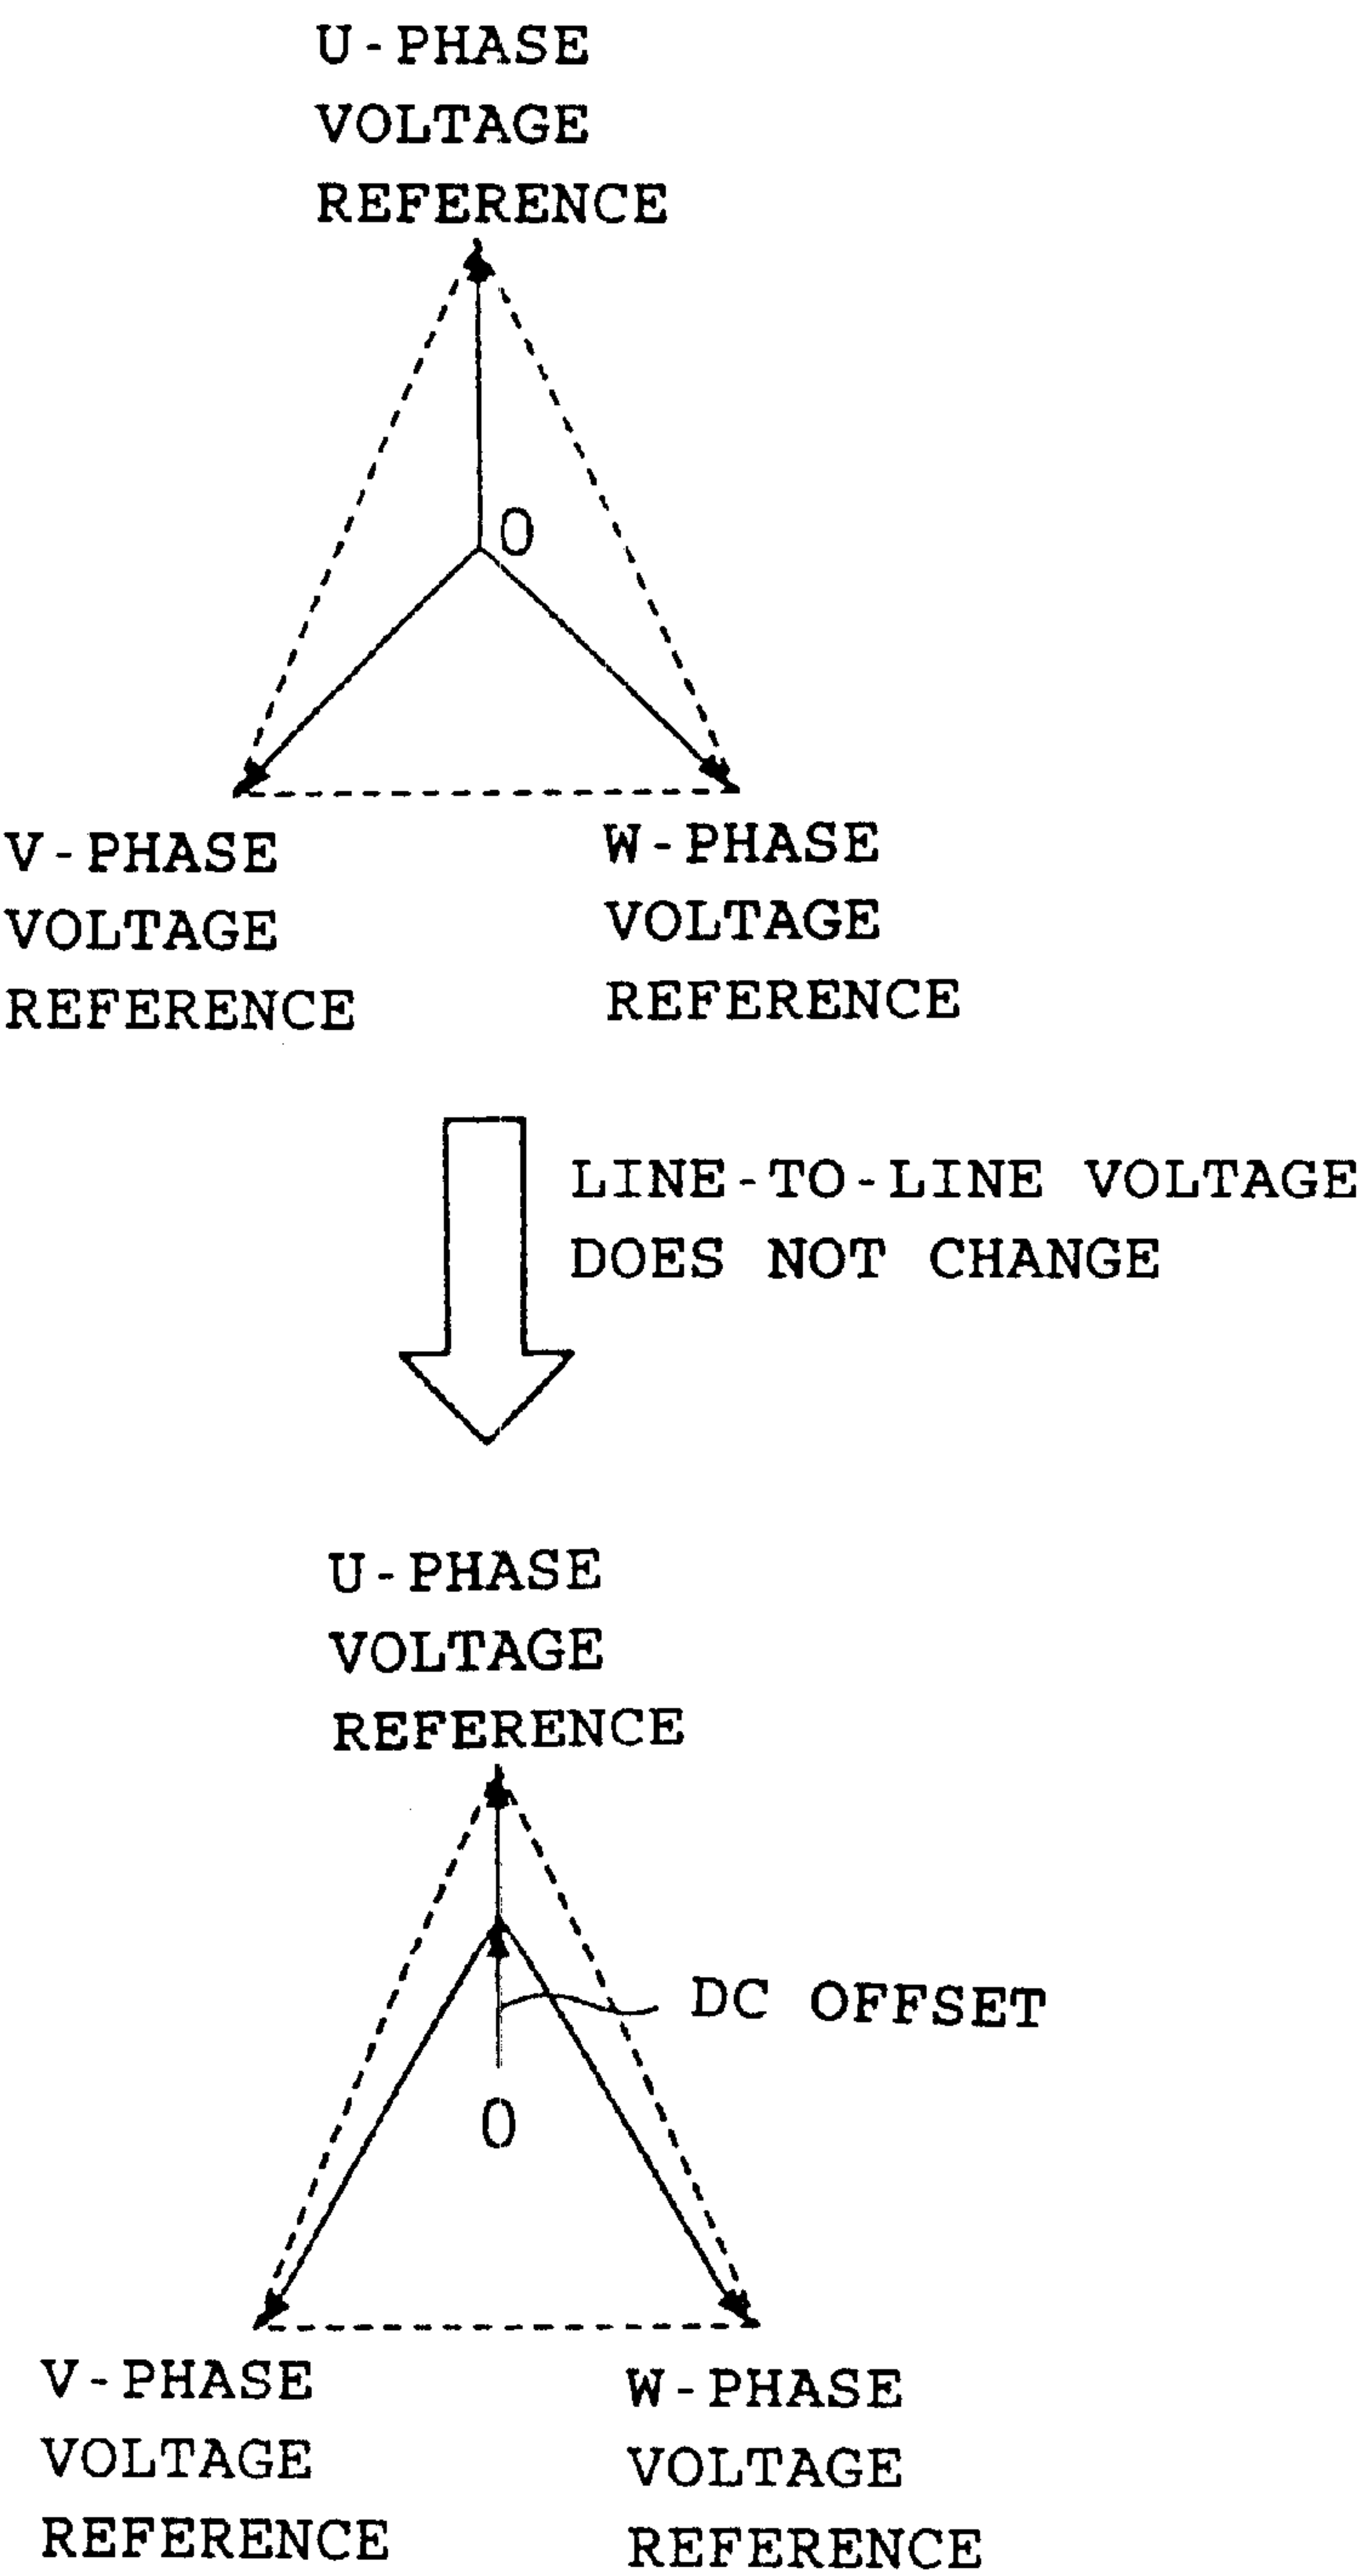 U-PHASE
VOLTAGE
REFERENCE
0
V-PHASE
VOLTAGE
REFERENCE
W-PHASE
VOLTAGE
REFERENCE
LINE-TO-LINE VOLTAGE
DOES NOT CHANGE
U-PHASE
VOLTAGE
REFERENCE
DC OFFSET
0
V-PHASE
VOLTAGE
REFERENCE
W-PHASE
VOLTAGE
REFERENCE